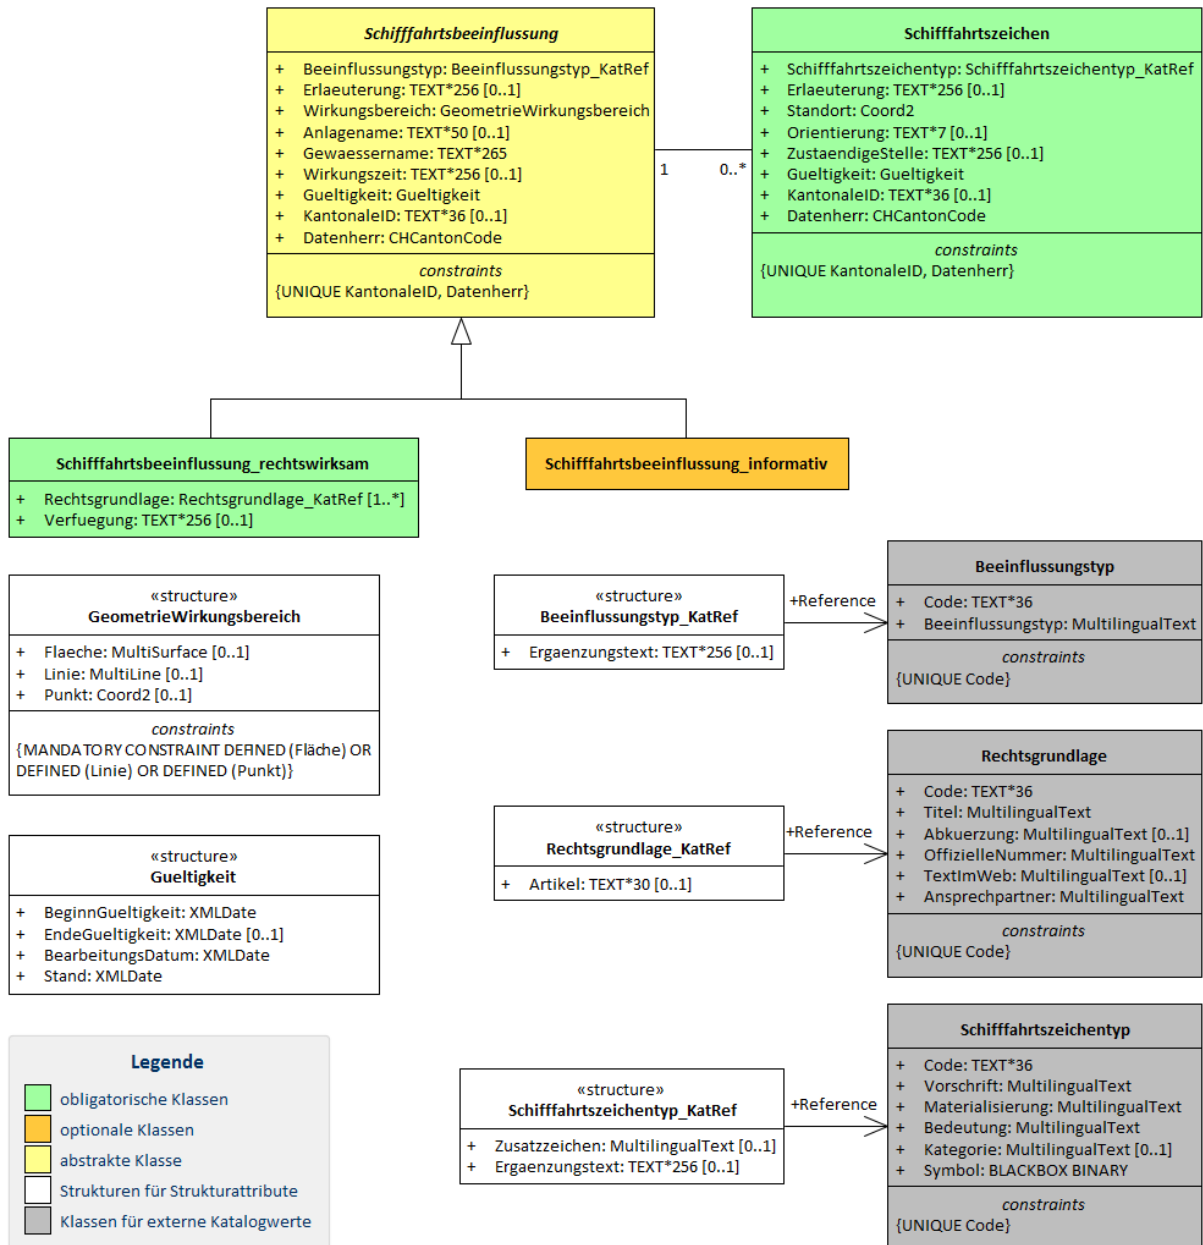 Schifffahrtsbeeinflussung
+ Beeinflussungstyp: Beeinflussungstyp_KatRef
+ Erlaeuterung: TEXT*256 [0..1]
+ Wirkungsbereich: GeometrieWirkungsbereich
+ Anlagename: TEXT*50 [0..1]
+ Gewaessername: TEXT*265
+ Wirkungszeit: TEXT*256 [0..1]
+ Gueltigkeit: Gueltigkeit
+ KantonaleID: TEXT*36 [0..1]
+ Datenherr: CHCantonCode
constraints
{UNIQUE KantonaleID, Datenherr}
1 0..*
Schifffahrtszeichen
+ Schifffahrtszeichentyp: Schifffahrtszeichentyp_KatRef
+ Erlaeuterung: TEXT*256 [0..1]
+ Standort: Coord2
+ Orientierung: TEXT*7 [0..1]
+ ZustaendigeStelle: TEXT*256 [0..1]
+ Gueltigkeit: Gueltigkeit
+ KantonaleID: TEXT*36 [0..1]
+ Datenherr: CHCantonCode
constraints
{UNIQUE KantonaleID, Datenherr}
Schifffahrtsbeeinflussung_rechtswirksam
+ Rechtsgrundlage: Rechtsgrundlage_KatRef [1..*]
+ Verfuegung: TEXT*256 [0..1]
Schifffahrtsbeeinflussung_informativ
«structure»
GeometrieWirkungsbereich
+ Flaeche: MultiSurface [0..1]
+ Linie: MultiLine [0..1]
+ Punkt: Coord2 [0..1]
constraints
{MANDATORY CONSTRAINT DEFINED (Fläche) OR
DEFINED (Linie) OR DEFINED (Punkt)}
«structure»
Beeinflussungstyp_KatRef
+ Ergaenzungstext: TEXT*256 [0..1]
+Reference
Beeinflussungstyp
+ Code: TEXT*36
+ Beeinflussungstyp: MultilingualText
constraints
{UNIQUE Code}
«structure»
Gueltigkeit
+ BeginnGueltigkeit: XMLDate
+ EndeGueltigkeit: XMLDate [0..1]
+ BearbeitungsDatum: XMLDate
+ Stand: XMLDate
«structure»
Rechtsgrundlage_KatRef
+ Artikel: TEXT*30 [0..1]
+Reference
Rechtsgrundlage
+ Code: TEXT*36
+ Titel: MultilingualText
+ Abkuerzung: MultilingualText [0..1]
+ OffizielleNummer: MultilingualText
+ TextImWeb: MultilingualText [0..1]
+ Ansprechpartner: MultilingualText
constraints
{UNIQUE Code}
Legende
obligatorische Klassen
optionale Klassen
abstrakte Klasse
Strukturen für Strukturattribute
Klassen für externe Katalogwerte
«structure»
Schifffahrtszeichentyp_KatRef
+ Zusatzzeichen: MultilingualText [0..1]
+ Ergaenzungstext: TEXT*256 [0..1]
+Reference
Schifffahrtszeichentyp
+ Code: TEXT*36
+ Vorschrift: MultilingualText
+ Materialisierung: MultilingualText
+ Bedeutung: MultilingualText
+ Kategorie: MultilingualText [0..1]
+ Symbol: BLACKBOX BINARY
constraints
{UNIQUE Code}